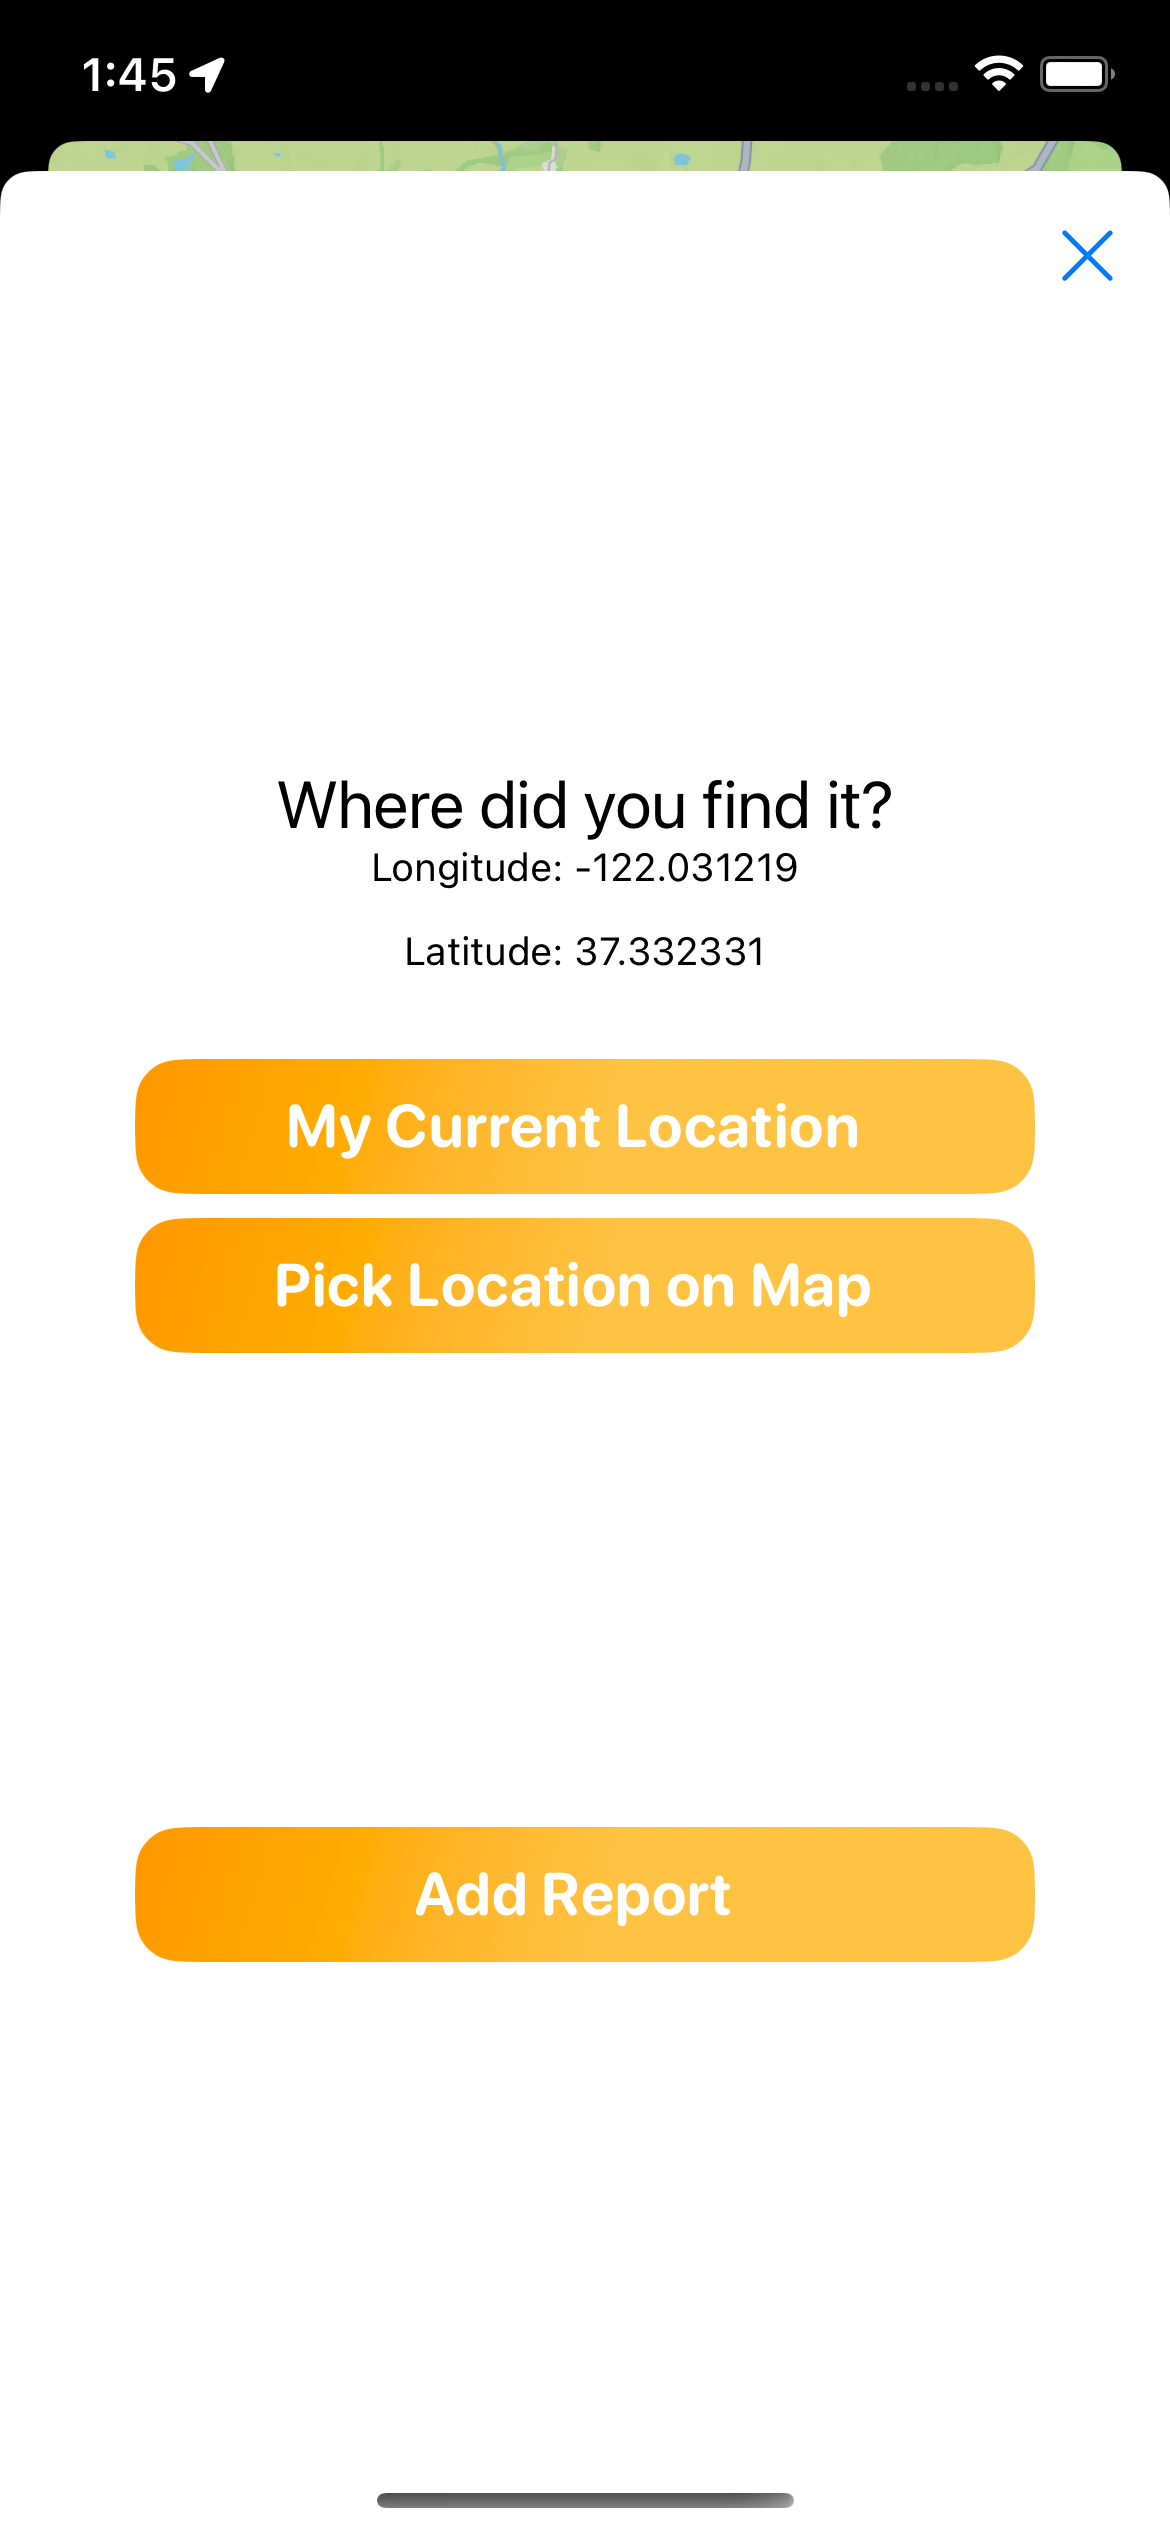 1:45
Where did you find it?
Longitude: -122.031219
Latitude: 37.332331
My Current Location
Pick Location on Map
Add Report